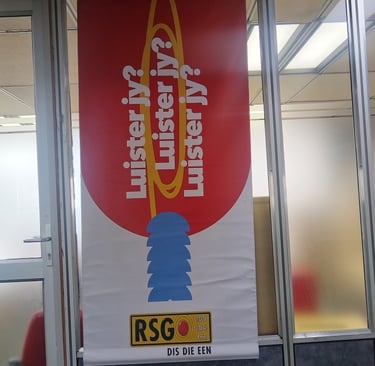 Luister jy?
Luister jy?
Luister jy?
RSG
DIS DIE EEN